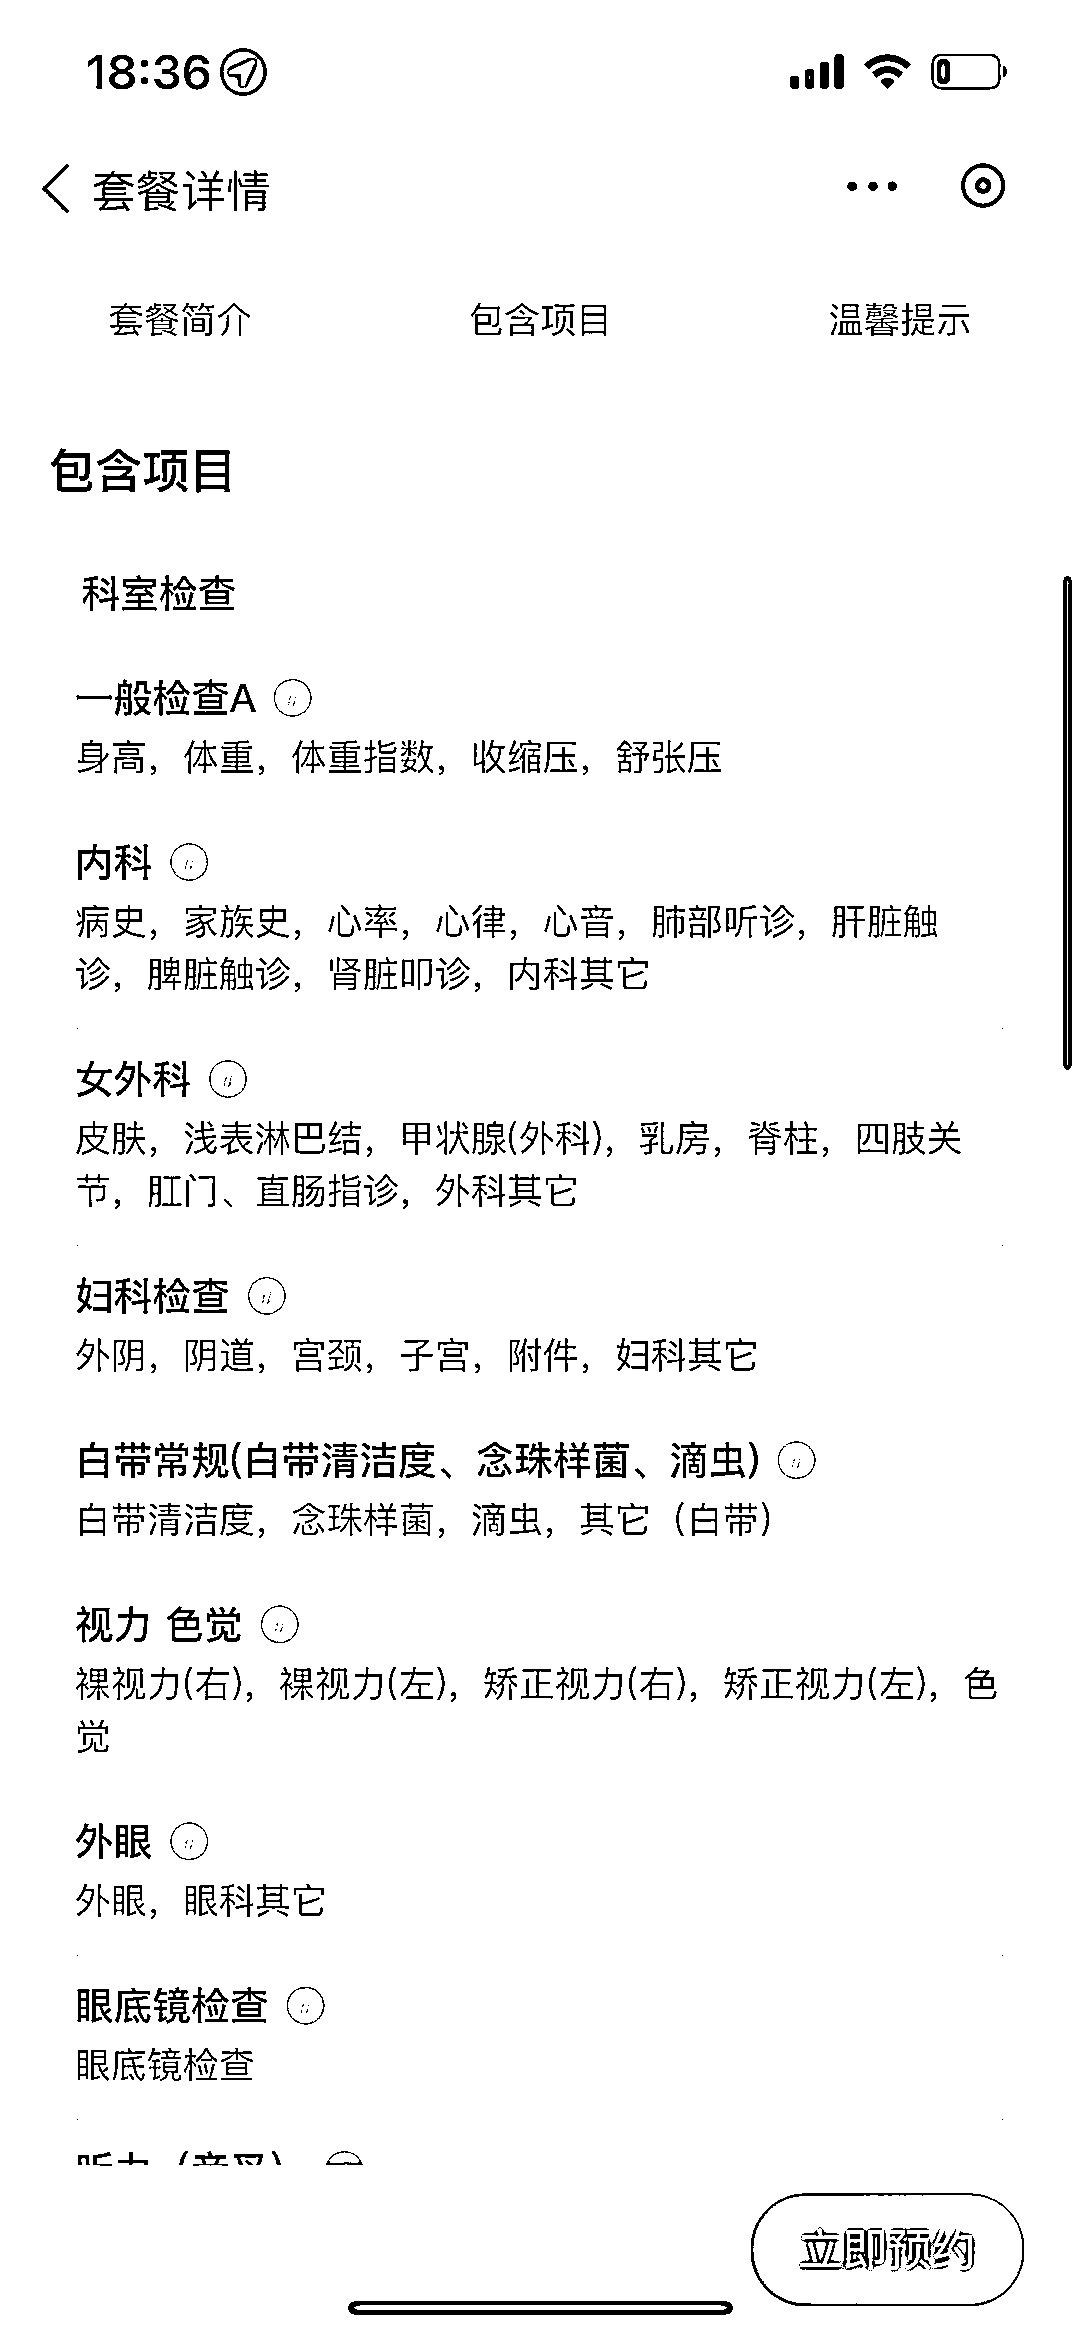 18:36
套餐详情
套餐简介 包含项目 温馨提示
包含项目
科室检查
一般检查A
身高，体重，体重指数，收缩压，舒张压
内科
病史，家族史，心率，心律，心音，肺部听诊，肝脏触
诊，脾脏触诊，肾脏叩诊，内科其它
女外科
皮肤，浅表淋巴结，甲状腺(外科)，乳房，脊柱，四肢关
节，肛门、直肠指诊，外科其它
妇科检查
外阴，阴道，宫颈，子宫，附件，妇科其它
白带常规(白带清洁度、念珠样菌、滴虫)
白带清洁度，念珠样菌，滴虫，其它（白带）
视力 色觉
裸视力(右)，裸视力(左)，矫正视力(右)，矫正视力(左)，色
觉
外眼
外眼，眼科其它
眼底镜检查
眼底镜检查
立即预约